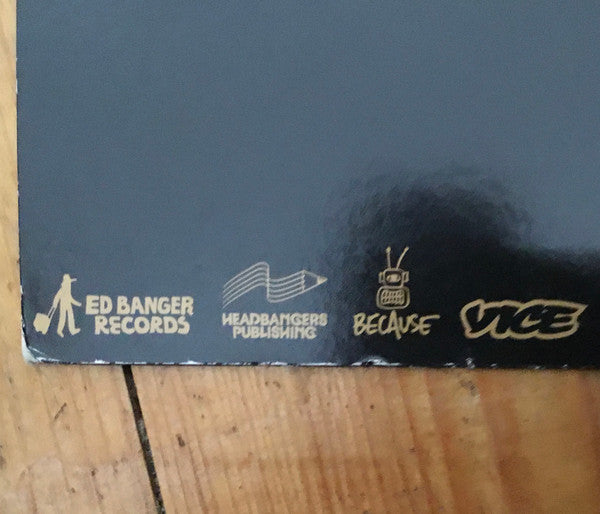 ED BANGER
RECORDS
HEADBANGERS
PUBLISHING
BECAUSE
VICE